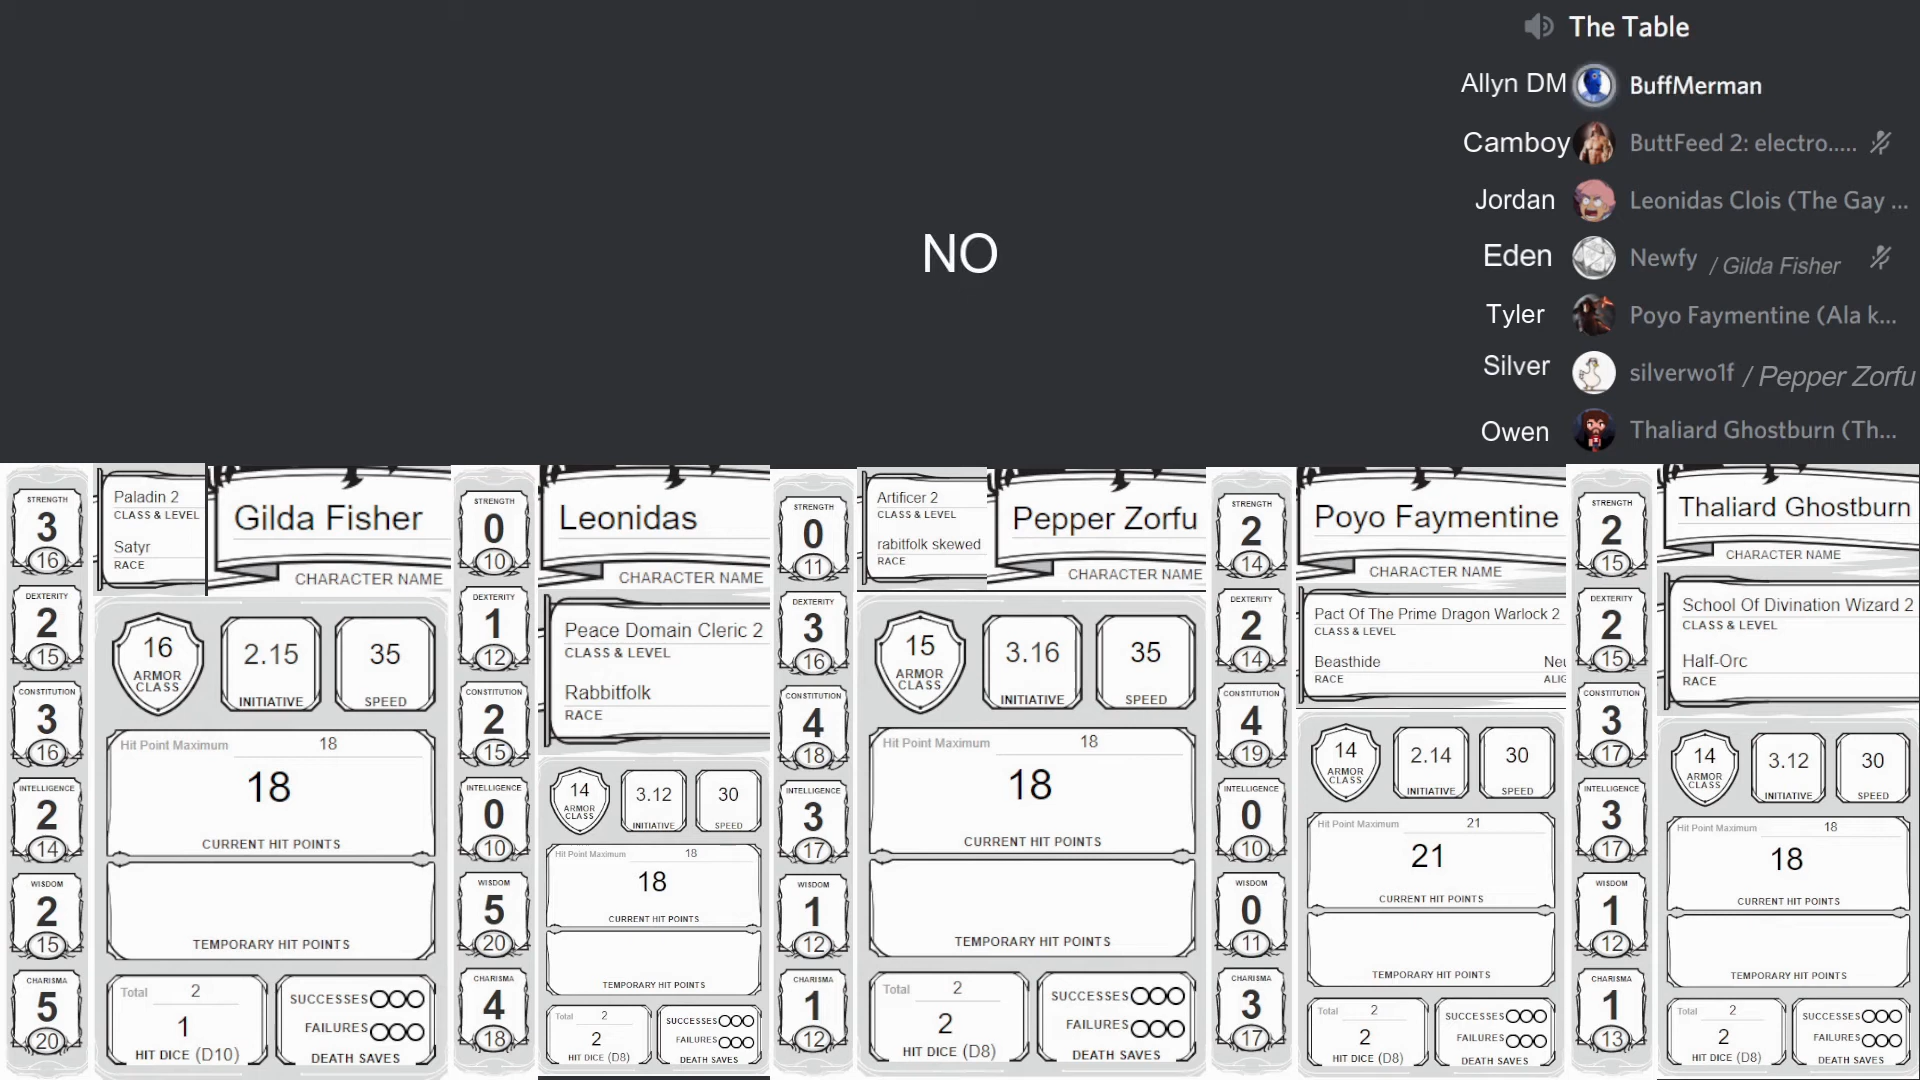 The Table
Allyn DM BuffMerman
Camboy ButtFeed 2: electro.....
Jordan Leonidas Clois (The Gay ...
Eden Newfy / Gilda Fisher
Tyler Poyo Faymentine (Ala k...
Silver silverwo1f / Pepper Zorfu
Owen Thaliard Ghostburn (Th...
NO
STRENGTH
3
16
DEXTERITY
2
15
CONSTITUTION
3
16
INTELLIGENCE
2
14
WISDOM
2
15
CHARISMA
5
20
Paladin 2
CLASS & LEVEL
Satyr
RACE
Gilda Fisher
CHARACTER NAME
16
ARMOR
CLASS
2.15
INITIATIVE
35
SPEED
Hit Point Maximum 18
18
CURRENT HIT POINTS
TEMPORARY HIT POINTS
Total 2
1
HIT DICE (D10)
SUCCESSES
FAILURES
DEATH SAVES
STRENGTH
0
10
DEXTERITY
1
12
CONSTITUTION
2
15
INTELLIGENCE
0
10
WISDOM
5
20
CHARISMA
4
18
Leonidas
CHARACTER NAME
Peace Domain Cleric 2
CLASS & LEVEL
Rabbitfolk
RACE
14
ARMOR
CLASS
3.12
INITIATIVE
30
SPEED
Hit Point Maximum 18
18
CURRENT HIT POINTS
TEMPORARY HIT POINTS
Total 2
2
HIT DICE (D8)
SUCCESSES
FAILURES
DEATH SAVES
STRENGTH
0
11
DEXTERITY
3
16
CONSTITUTION
4
18
INTELLIGENCE
3
17
WISDOM
1
12
CHARISMA
1
12
Artificer 2
CLASS & LEVEL
rabitfolk skewed
RACE
Pepper Zorfu
CHARACTER NAME
15
ARMOR
CLASS
3.16
INITIATIVE
35
SPEED
Hit Point Maximum 18
18
CURRENT HIT POINTS
TEMPORARY HIT POINTS
Total 2
2
HIT DICE (D8)
SUCCESSES
FAILURES
DEATH SAVES
STRENGTH
2
14
DEXTERITY
2
14
CONSTITUTION
4
19
INTELLIGENCE
0
10
WISDOM
0
11
CHARISMA
3
17
Poyo Faymentine
CHARACTER NAME
Pact Of The Prime Dragon Warlock 2
CLASS & LEVEL
Beasthide Neu
RACE ALIG
14
ARMOR
CLASS
2.14
INITIATIVE
30
SPEED
Hit Point Maximum 21
21
CURRENT HIT POINTS
TEMPORARY HIT POINTS
Total 2
2
HIT DICE (D8)
SUCCESSES
FAILURES
DEATH SAVES
STRENGTH
2
15
DEXTERITY
2
15
CONSTITUTION
3
17
INTELLIGENCE
3
17
WISDOM
1
12
CHARISMA
1
13
Thaliard Ghostburn
CHARACTER NAME
School Of Divination Wizard 2
CLASS & LEVEL
Half-Orc
RACE
14
ARMOR
CLASS
3.12
INITIATIVE
30
SPEED
Hit Point Maximum 18
18
CURRENT HIT POINTS
TEMPORARY HIT POINTS
Total 2
2
HIT DICE (D8)
SUCCESSES
FAILURES
DEATH SAVES